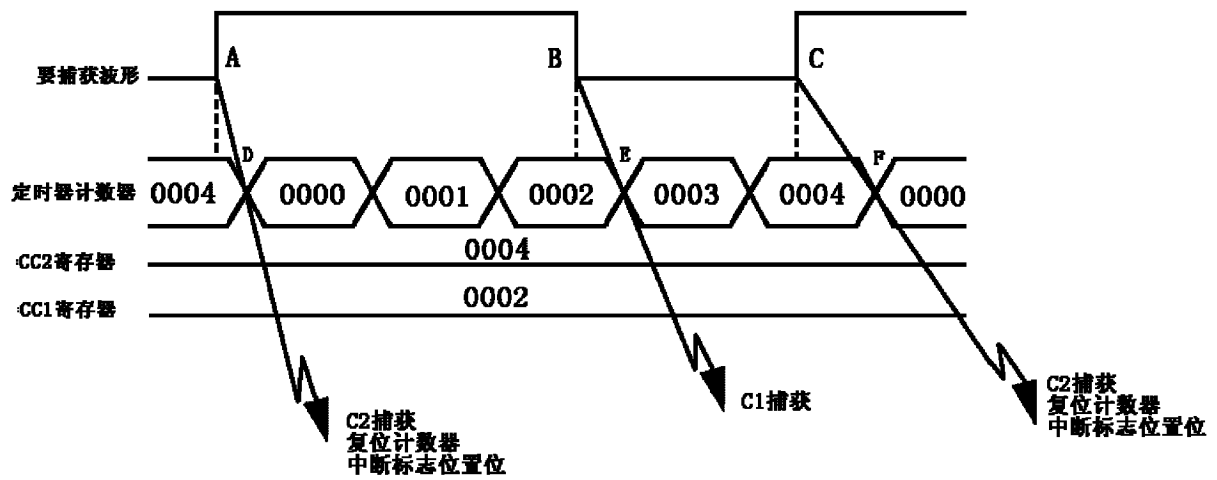 A
B
C
要捕获波形
D
E
F
定时器计数器
0004
0000
0001
0002
0003
0004
0000
CC2寄存器
0004
CC1寄存器
0002
C2捕获
复位计数器
中断标志位置位
C1捕获
C2捕获
复位计数器
中断标志位置位